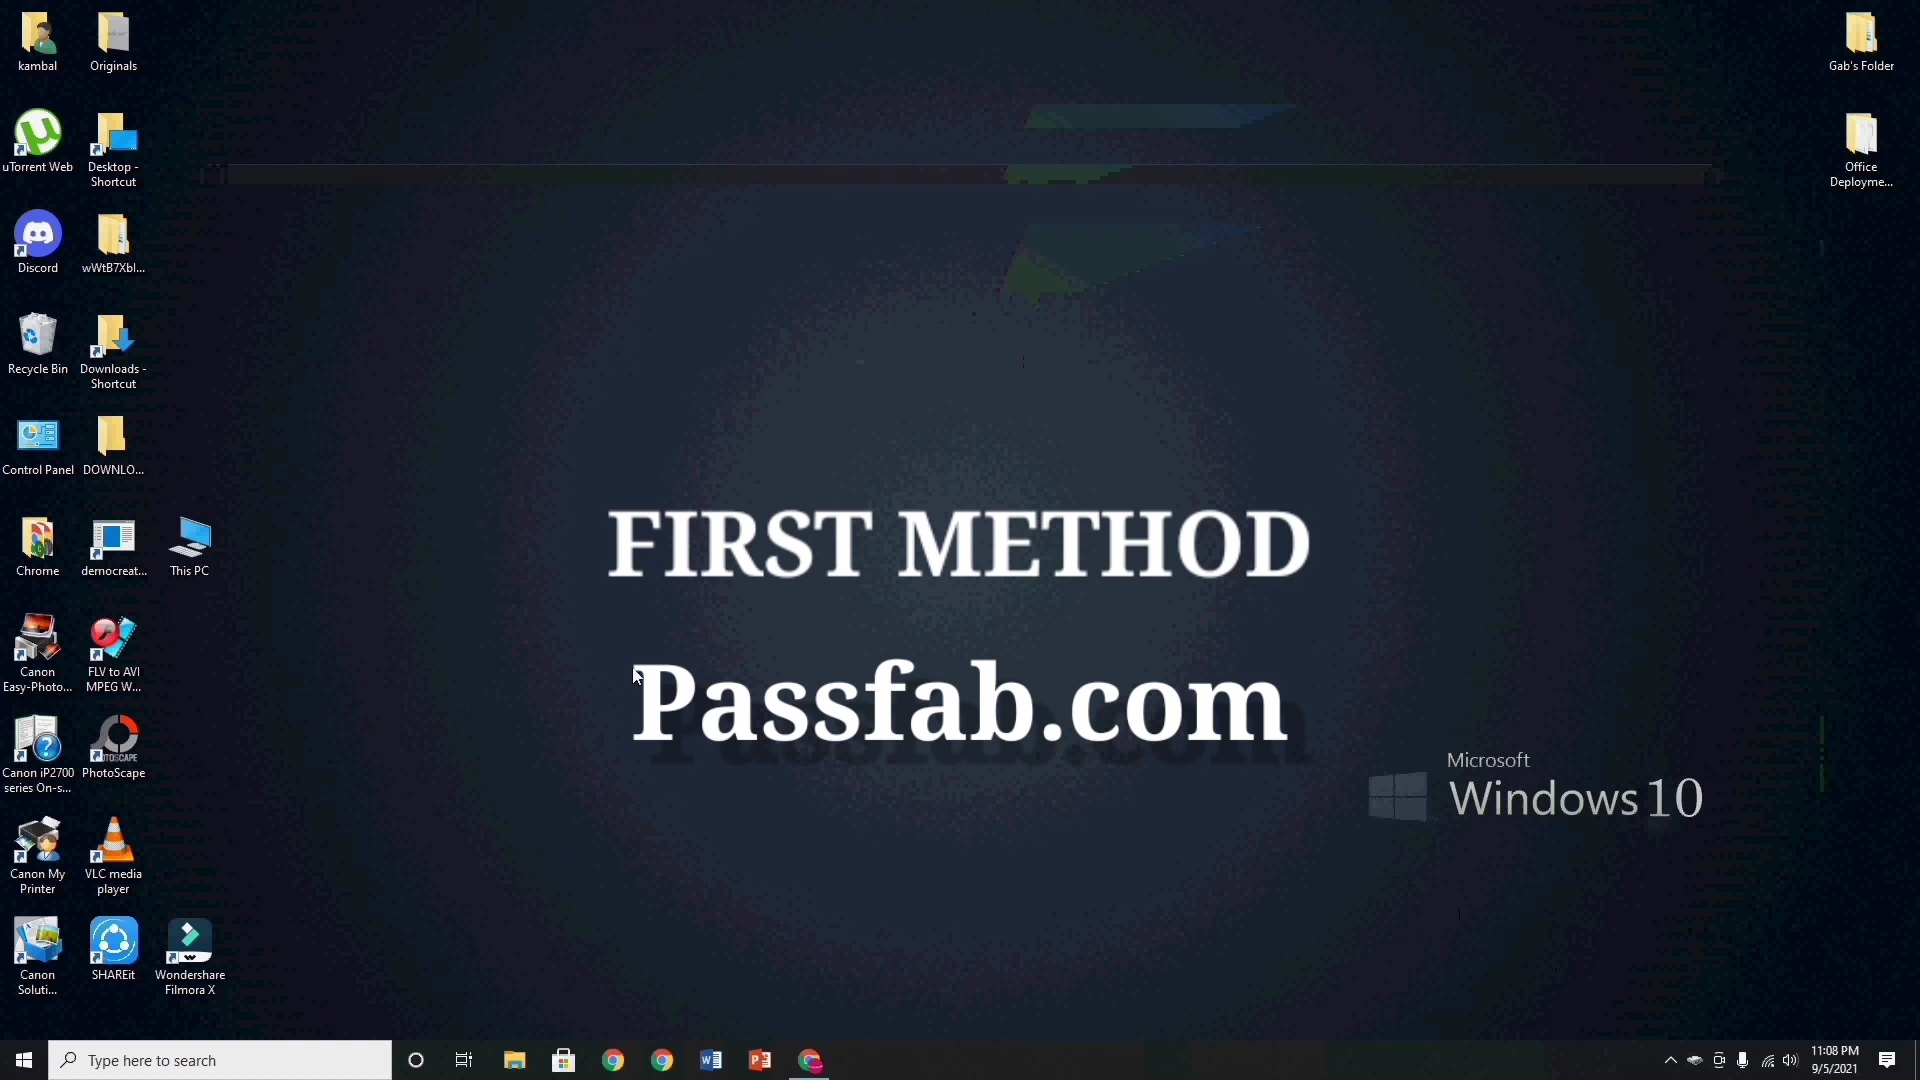 kambal
Originals
Gab's Folder
uTorrent Web
Desktop -
Shortcut
Office
Deployme...
Discord
wWtB7Xbl...
Recycle Bin
Downloads -
Shortcut
Control Panel
DOWNLO...
Chrome
democreat...
This PC
FIRST METHOD
Canon
Easy-Photo...
FLV to AVI
MPEG W...
Passfab.com
Canon iP2700
series On-s...
PhotoScape
Microsoft
Windows 10
Canon My
Printer
VLC media
player
Canon
Soluti...
SHAREit
Wondershare
Filmora X
Type here to search
11:08 PM
9/5/2021